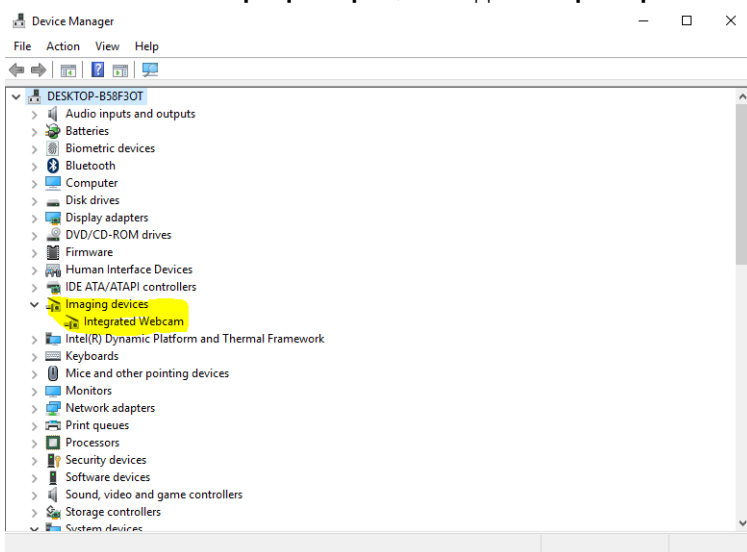 Device Manager
File Action View Help
DESKTOP-B58F3OT
Audio inputs and outputs
Batteries
Biometric devices
Bluetooth
Computer
Disk drives
Display adapters
DVD/CD-ROM drives
Firmware
Human Interface Devices
IDE ATA/ATAPI controllers
Imaging devices
Integrated Webcam
Intel(R) Dynamic Platform and Thermal Framework
Keyboards
Mice and other pointing devices
Monitors
Network adapters
Print queues
Processors
Security devices
Software devices
Sound, video and game controllers
Storage controllers
System devices